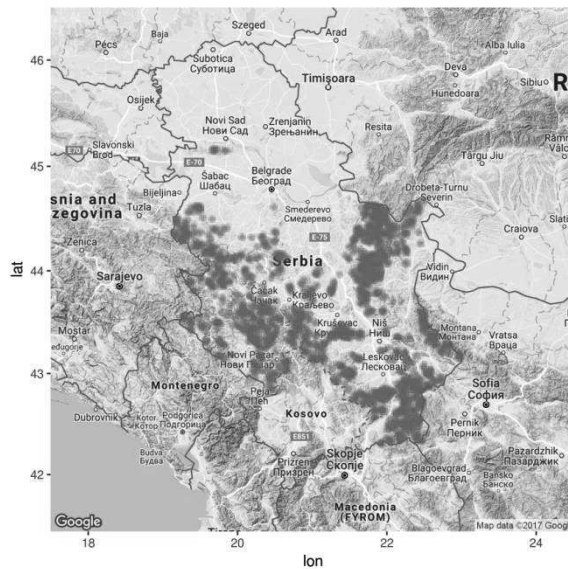 Pécs
Baja
Szeged
Arad
Alba Iulia
46
Subotica
Суботица
Deva
Timișoara
Hunedoara
Sibiu
R
Osijek
Novi Sad
Нови Сад
Zrenjanin
Зрењанин
Resita
E70
Slavonski
Brod
E-70
Târgu Jiu
45
Šabac
Шабац
Belgrade
Београд
Bijeljina
Drobeta-Turnu
Severin
snia and
zegovina
Tuzla
Smederevo
Смедерево
Craiova
Slati
E-75
Zenica
Serbia
Vidin
Видин
44
Sarajevo
Čačak
Чачак
Kraljevo
Краљево
Kruševac
Niš
Ниш
Montana
Монтана
Vratsa
Враца
Mostar
Novi Pazar
Нови Пазар
Leskovac
Лесковац
43
Sofia
София
Montenegro
Peja
Kosovo
Pernik
Перник
Dubrovnik
Kotor
Котор
Podgorica
Подгорица
E851
Budva
Будва
Prizren
Призрен
Skopje
Скопје
Pazardzhik
Пазарджик
Blagoevgrad
Благоевград
Bansko
Банско
42
Macedonia
(FYROM)
Google
Map data ©2017 Googl
18
20
22
24
lon
lat